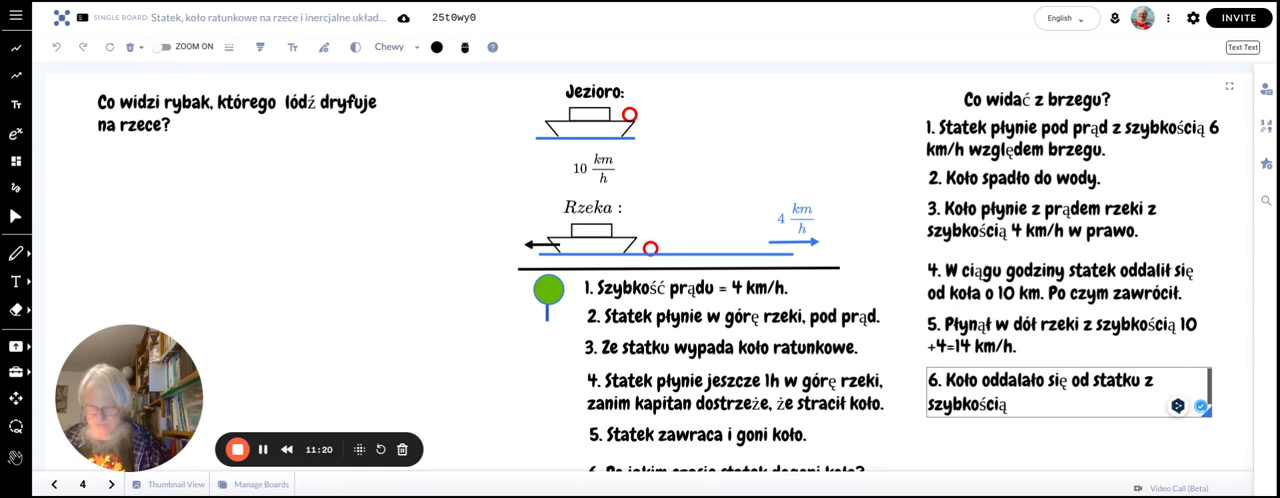 SINGLE BOARD: Statek, koło ratunkowe na rzece i inercjalne układ...
25t0wy0
English
INVITE
ZOOM ON
Chewy
Text Text
Co widzi rybak, którego łódź dryfuje
na rzece?
Jezioro:
10 km/h
Rzeka :
4 km/h
1. Szybkość prądu = 4 km/h.
2. Statek płynie w górę rzeki, pod prąd.
3. Ze statku wypada koło ratunkowe.
4. Statek płynie jeszcze 1h w górę rzeki,
zanim kapitan dostrzeże, że stracił koło.
5. Statek zawraca i goni koło.
6. Po jakim czasie statek dogoni koło?
Co widać z brzegu?
1. Statek płynie pod prąd z szybkością 6
km/h względem brzegu.
2. Koło spadło do wody.
3. Koło płynie z prądem rzeki z
szybkością 4 km/h w prawo.
4. W ciągu godziny statek oddalił się
od koła o 10 km. Po czym zawrócił.
5. Płynął w dół rzeki z szybkością 10
+4=14 km/h.
6. Koło oddalało się od statku z
szybkością
11:20
4
Thumbnail View
Manage Boards
Video Call (Beta)